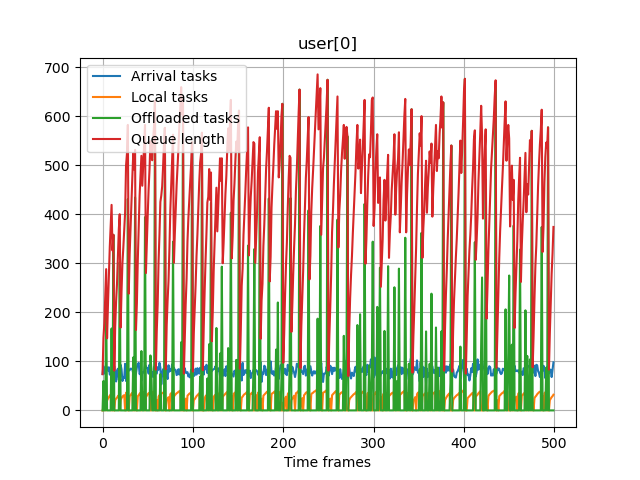 user[0]
Arrival tasks
Local tasks
Offloaded tasks
Queue length
700
600
500
400
300
200
100
0
0 100 200 300 400 500
Time frames